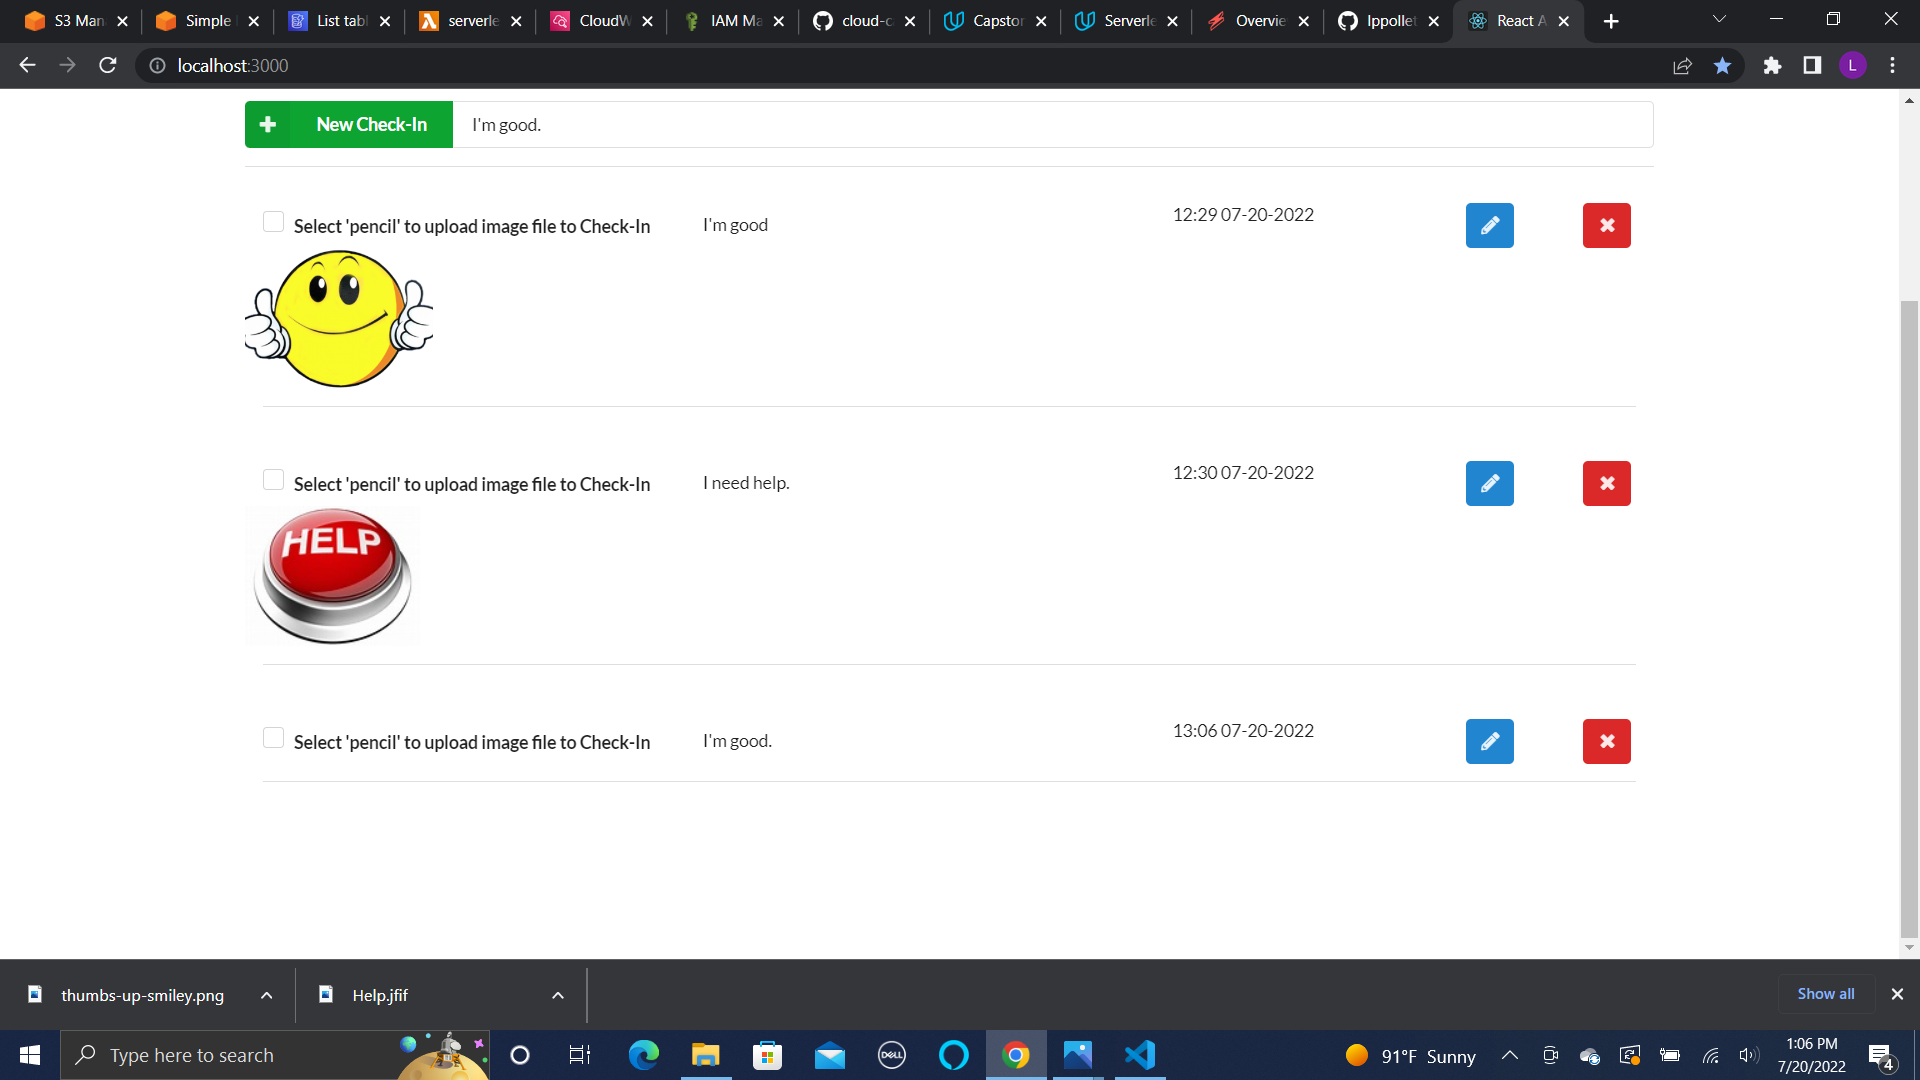 S3 Man
Simple
List tab
serverle
CloudW
IAM Ma
cloud-c
Capstor
Serverle
Overvie
Ippollet
React A
localhost:3000
L
New Check-In
I'm good.
Select 'pencil' to upload image file to Check-In
I'm good
12:29 07-20-2022
Select 'pencil' to upload image file to Check-In
I need help.
12:30 07-20-2022
HELP
Select 'pencil' to upload image file to Check-In
I'm good.
13:06 07-20-2022
thumbs-up-smiley.png
Help.jfif
Show all
Type here to search
DELL
91°F Sunny
1:06 PM
7/20/2022
4